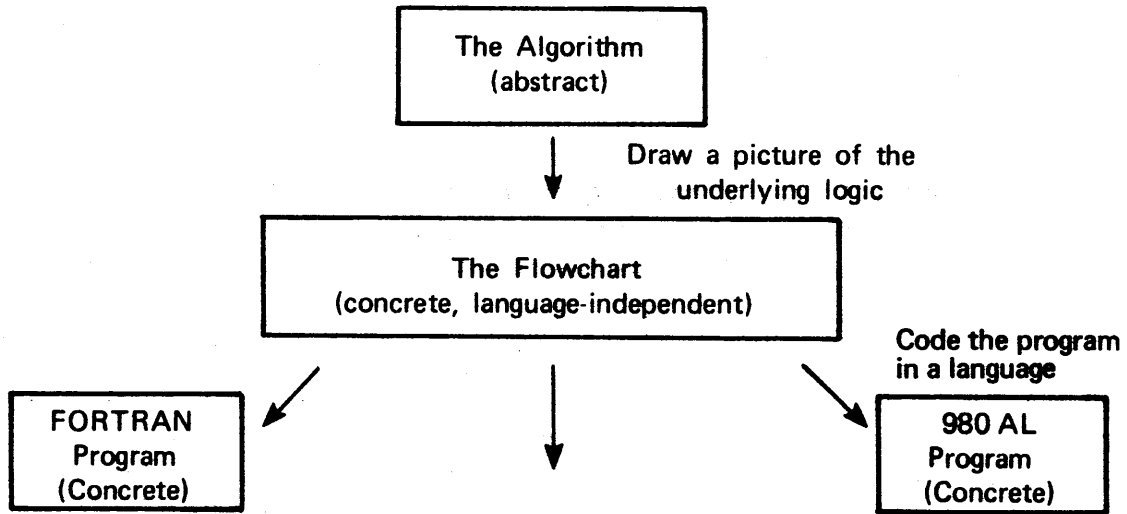 The Algorithm
(abstract)
Draw a picture of the
underlying logic
The Flowchart
(concrete, language-independent)
Code the program
in a language
FORTRAN
Program
(Concrete)
980 AL
Program
(Concrete)